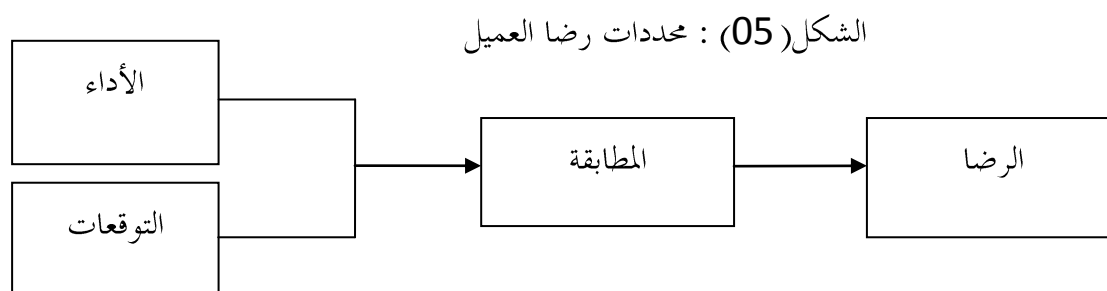 الشكل(05) : محددات رضا العميل
الأداء
المطابقة
الرضا
التوقعات